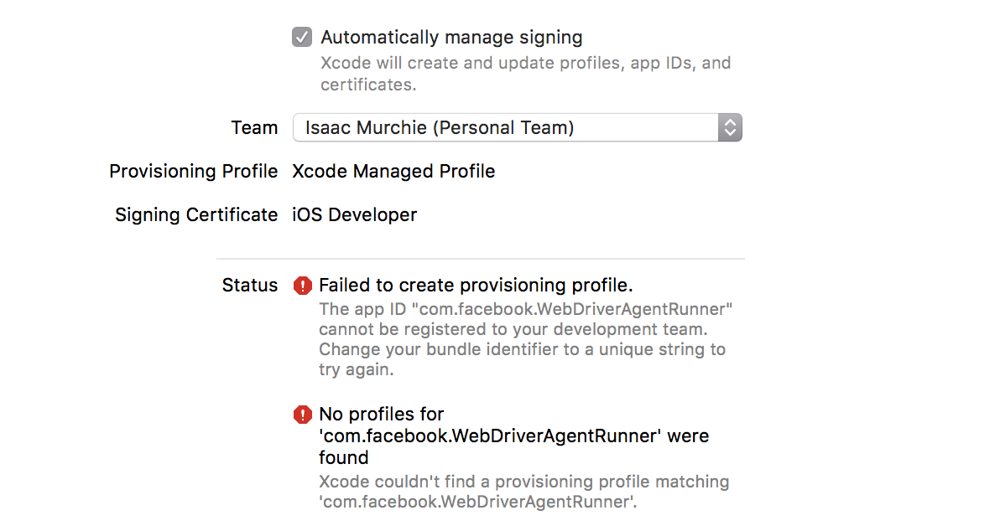 Automatically manage signing
Xcode will create and update profiles, app IDs, and
certificates.
Team Isaac Murchie (Personal Team)
Provisioning Profile Xcode Managed Profile
Signing Certificate iOS Developer
Status Failed to create provisioning profile.
The app ID "com.facebook.WebDriverAgentRunner"
cannot be registered to your development team.
Change your bundle identifier to a unique string to
try again.
No profiles for
'com.facebook.WebDriverAgentRunner' were
found
Xcode couldn't find a provisioning profile matching
'com.facebook.WebDriverAgentRunner'.